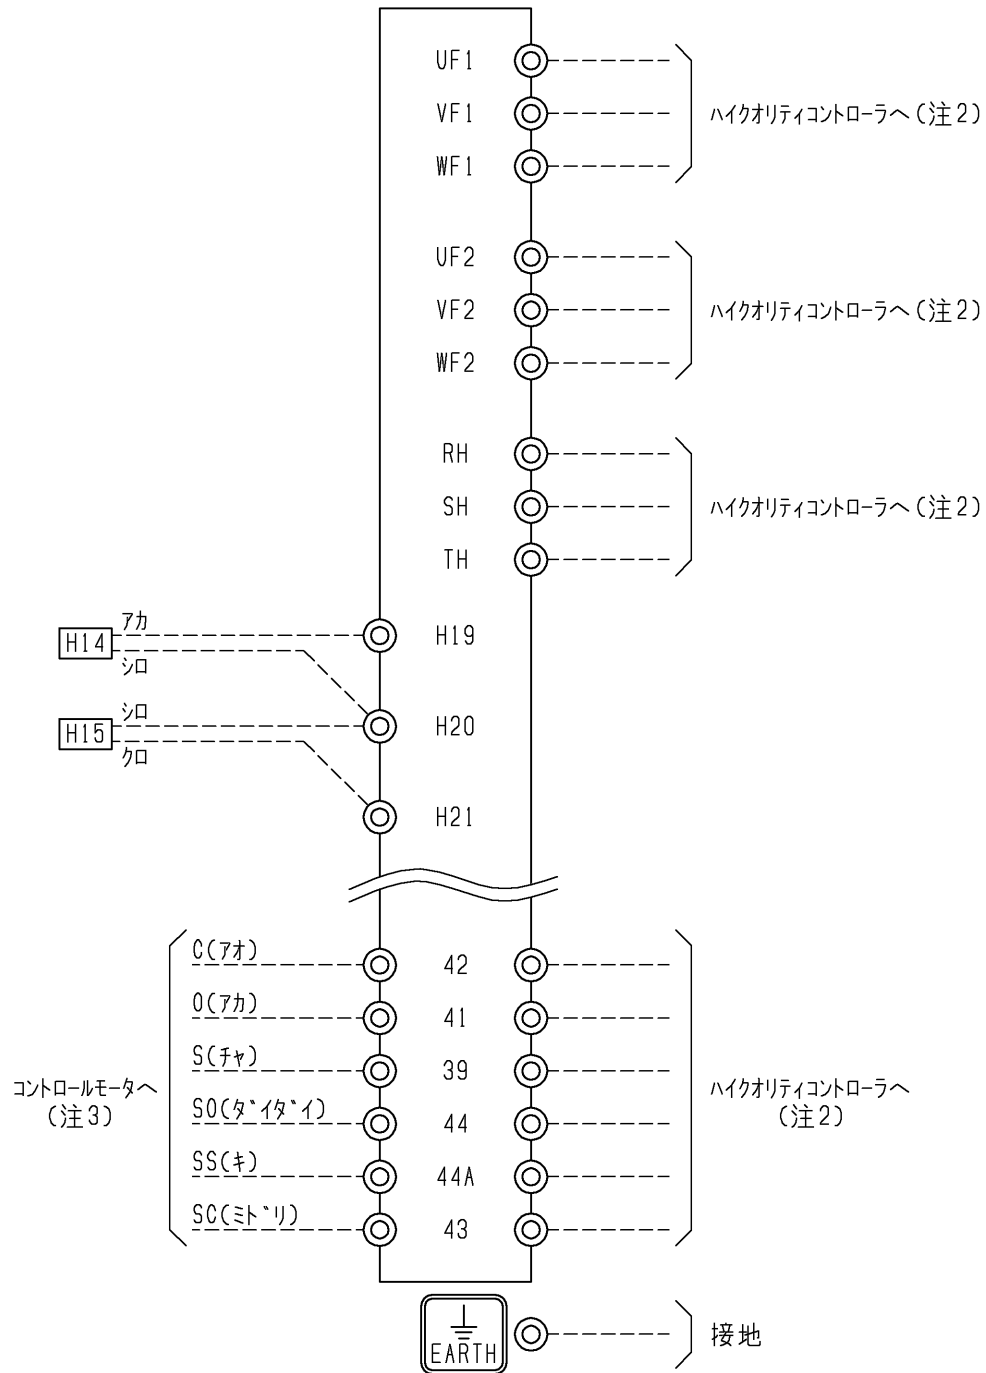 UF1
VF1 ハイクオリティコントローラへ(注2)
WF1
UF2
VF2 ハイクオリティコントローラへ(注2)
WF2
RH
SH ハイクオリティコントローラへ(注2)
TH
アカ
H14 H19
シロ
シロ
H15 H20
クロ
H21
C(アオ) 42
O(アカ) 41
S(チャ) 39
コントロールモータへ
(注3)
ハイクオリティコントローラへ
(注2)
SO(ダイダイ) 44
SS(キ) 44A
SC(ミドリ) 43
EARTH 接地